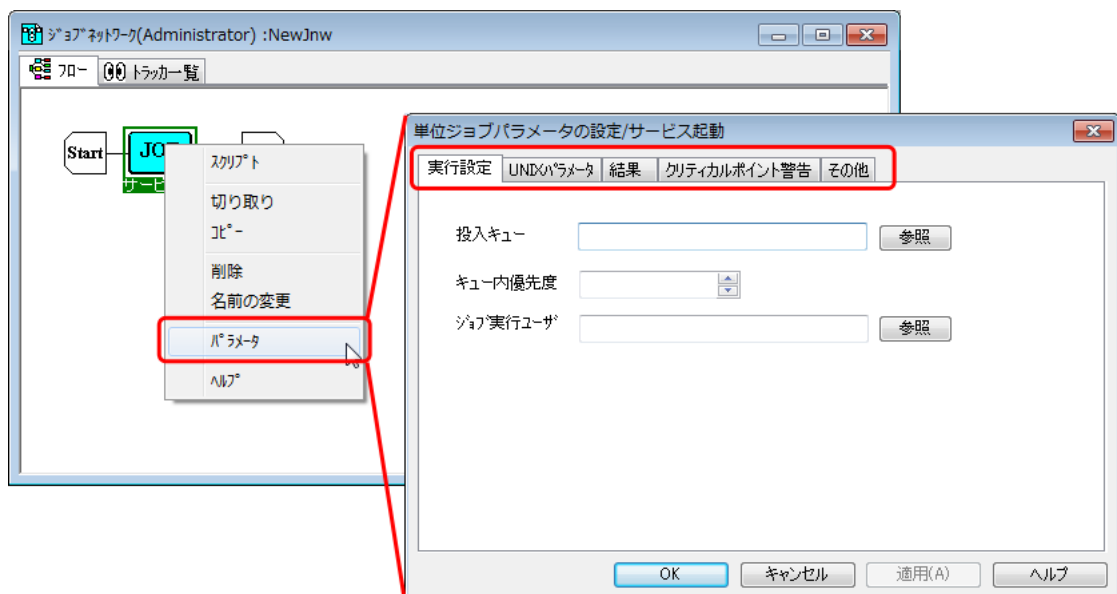 ｼﾞｮﾌﾞﾈｯﾄﾜｰｸ(Administrator) :NewJnw
ﾌﾛｰ ﾄﾗｯｶ一覧
Start JOB
サービ
ｽｸﾘﾌﾟﾄ
切り取り
ｺﾋﾟｰ
削除
名前の変更
ﾊﾟﾗﾒｰﾀ
ﾍﾙﾌﾟ
単位ジョブパラメータの設定/サービス起動
実行設定 UNIXﾊﾟﾗﾒｰﾀ 結果 クリティカルポイント警告 その他
投入キュー 参照
キュー内優先度
ｼﾞｮﾌﾞ実行ﾕｰｻﾞ 参照
OK キャンセル 適用(A) ヘルプ